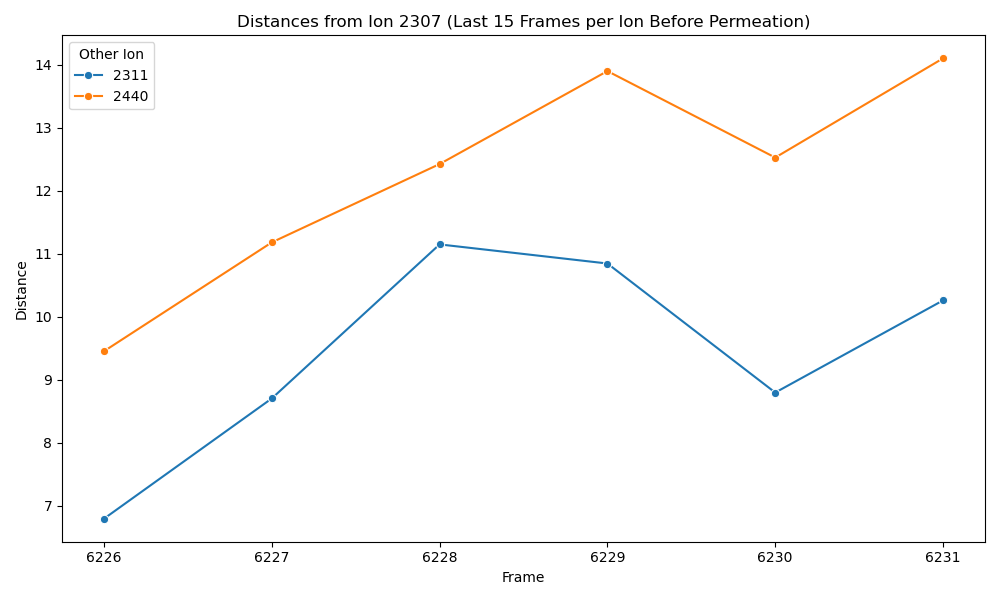 Distances from Ion 2307 (Last 15 Frames per Ion Before Permeation)
Other Ion
2311
2440
Distance
14
13
12
11
10
9
8
7
6226 6227 6228 6229 6230 6231
Frame